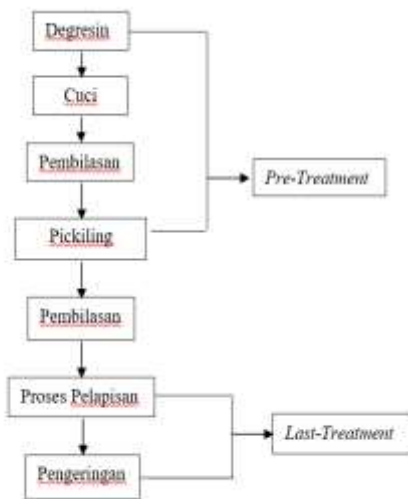 Degresin
Cuci
Pembilasan
Pre-Treatment
Pickiling
Pembilasan
Proses Pelapisan
Last-Treatment
Pengeringan